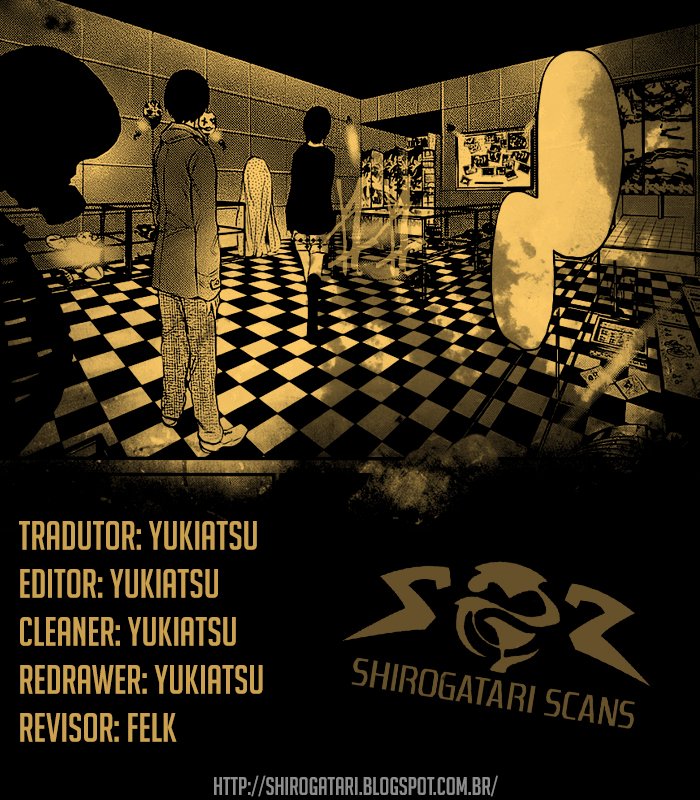 TRADUTOR: YUKIATSU
EDITOR: YUKIATSU
CLEANER: YUKIATSU
REDRAWER: YUKIATSU
REVISOR: FELK
SHIROGATARI SCANS
HTTP://SHIROGATARI.BLOGSPOT.COM.BR/